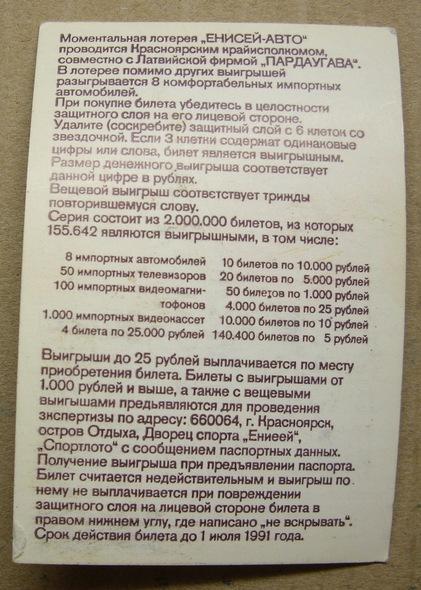 Моментальная лотерея „ЕНИСЕЙ-АВТО"
проводится Красноярским крайисполкомом,
совместно с Латвийской фирмой „ПАРДАУГАВА".
В лотерее помимо других выигрышей
разыгрывается 8 комфортабельных импортных
автомобилей.
При покупке билета убедитесь в целостности
защитного слоя на его лицевой стороне.
Удалите (соскребите) защитный слой с 6 клеток со
звездочкой. Если 3 клетки содержат одинаковые
цифры или слова, билет является выигрышным.
Размер денежного выигрыша соответствует
данной цифре в рублях.
Вещевой выигрыш соответствует трижды
повторившемуся слову.
Серия состоит из 2.000.000 билетов, из которых
155.642 являются выигрышными, в том числе:
8 импортных автомобилей 10 билетов по 10.000 рублей
50 импортных телевизоров 20 билетов по 5.000 рублей
100 импортных видеомагни- 50 билетов по 1.000 рублей
тофонов 4.000 билетов по 25 рублей
1.000 импортных видеокассет 10.000 билетов по 10 рублей
4 билета по 25.000 рублей 140.400 билетов по 5 рублей
Выигрыши до 25 рублей выплачивается по месту
приобретения билета. Билеты с выигрышами от
1.000 рублей и выше, а также с вещевыми
выигышами предьявляются для проведения
экспертизы по адресу: 660064, г. Красноярск,
остров Отдыха, Дворец спорта „Ениеей",
„Спортлото" с сообщением паспортных данных.
Получение выигрыша при предъявлении паспорта.
Билет считается недействительным и выигрыш по
нему не выплачивается при повреждении
защитного слоя на лицевой стороне билета в
правом нижнем углу, где написано „не вскрывать".
Срок действия билета до 1 июля 1991 года.